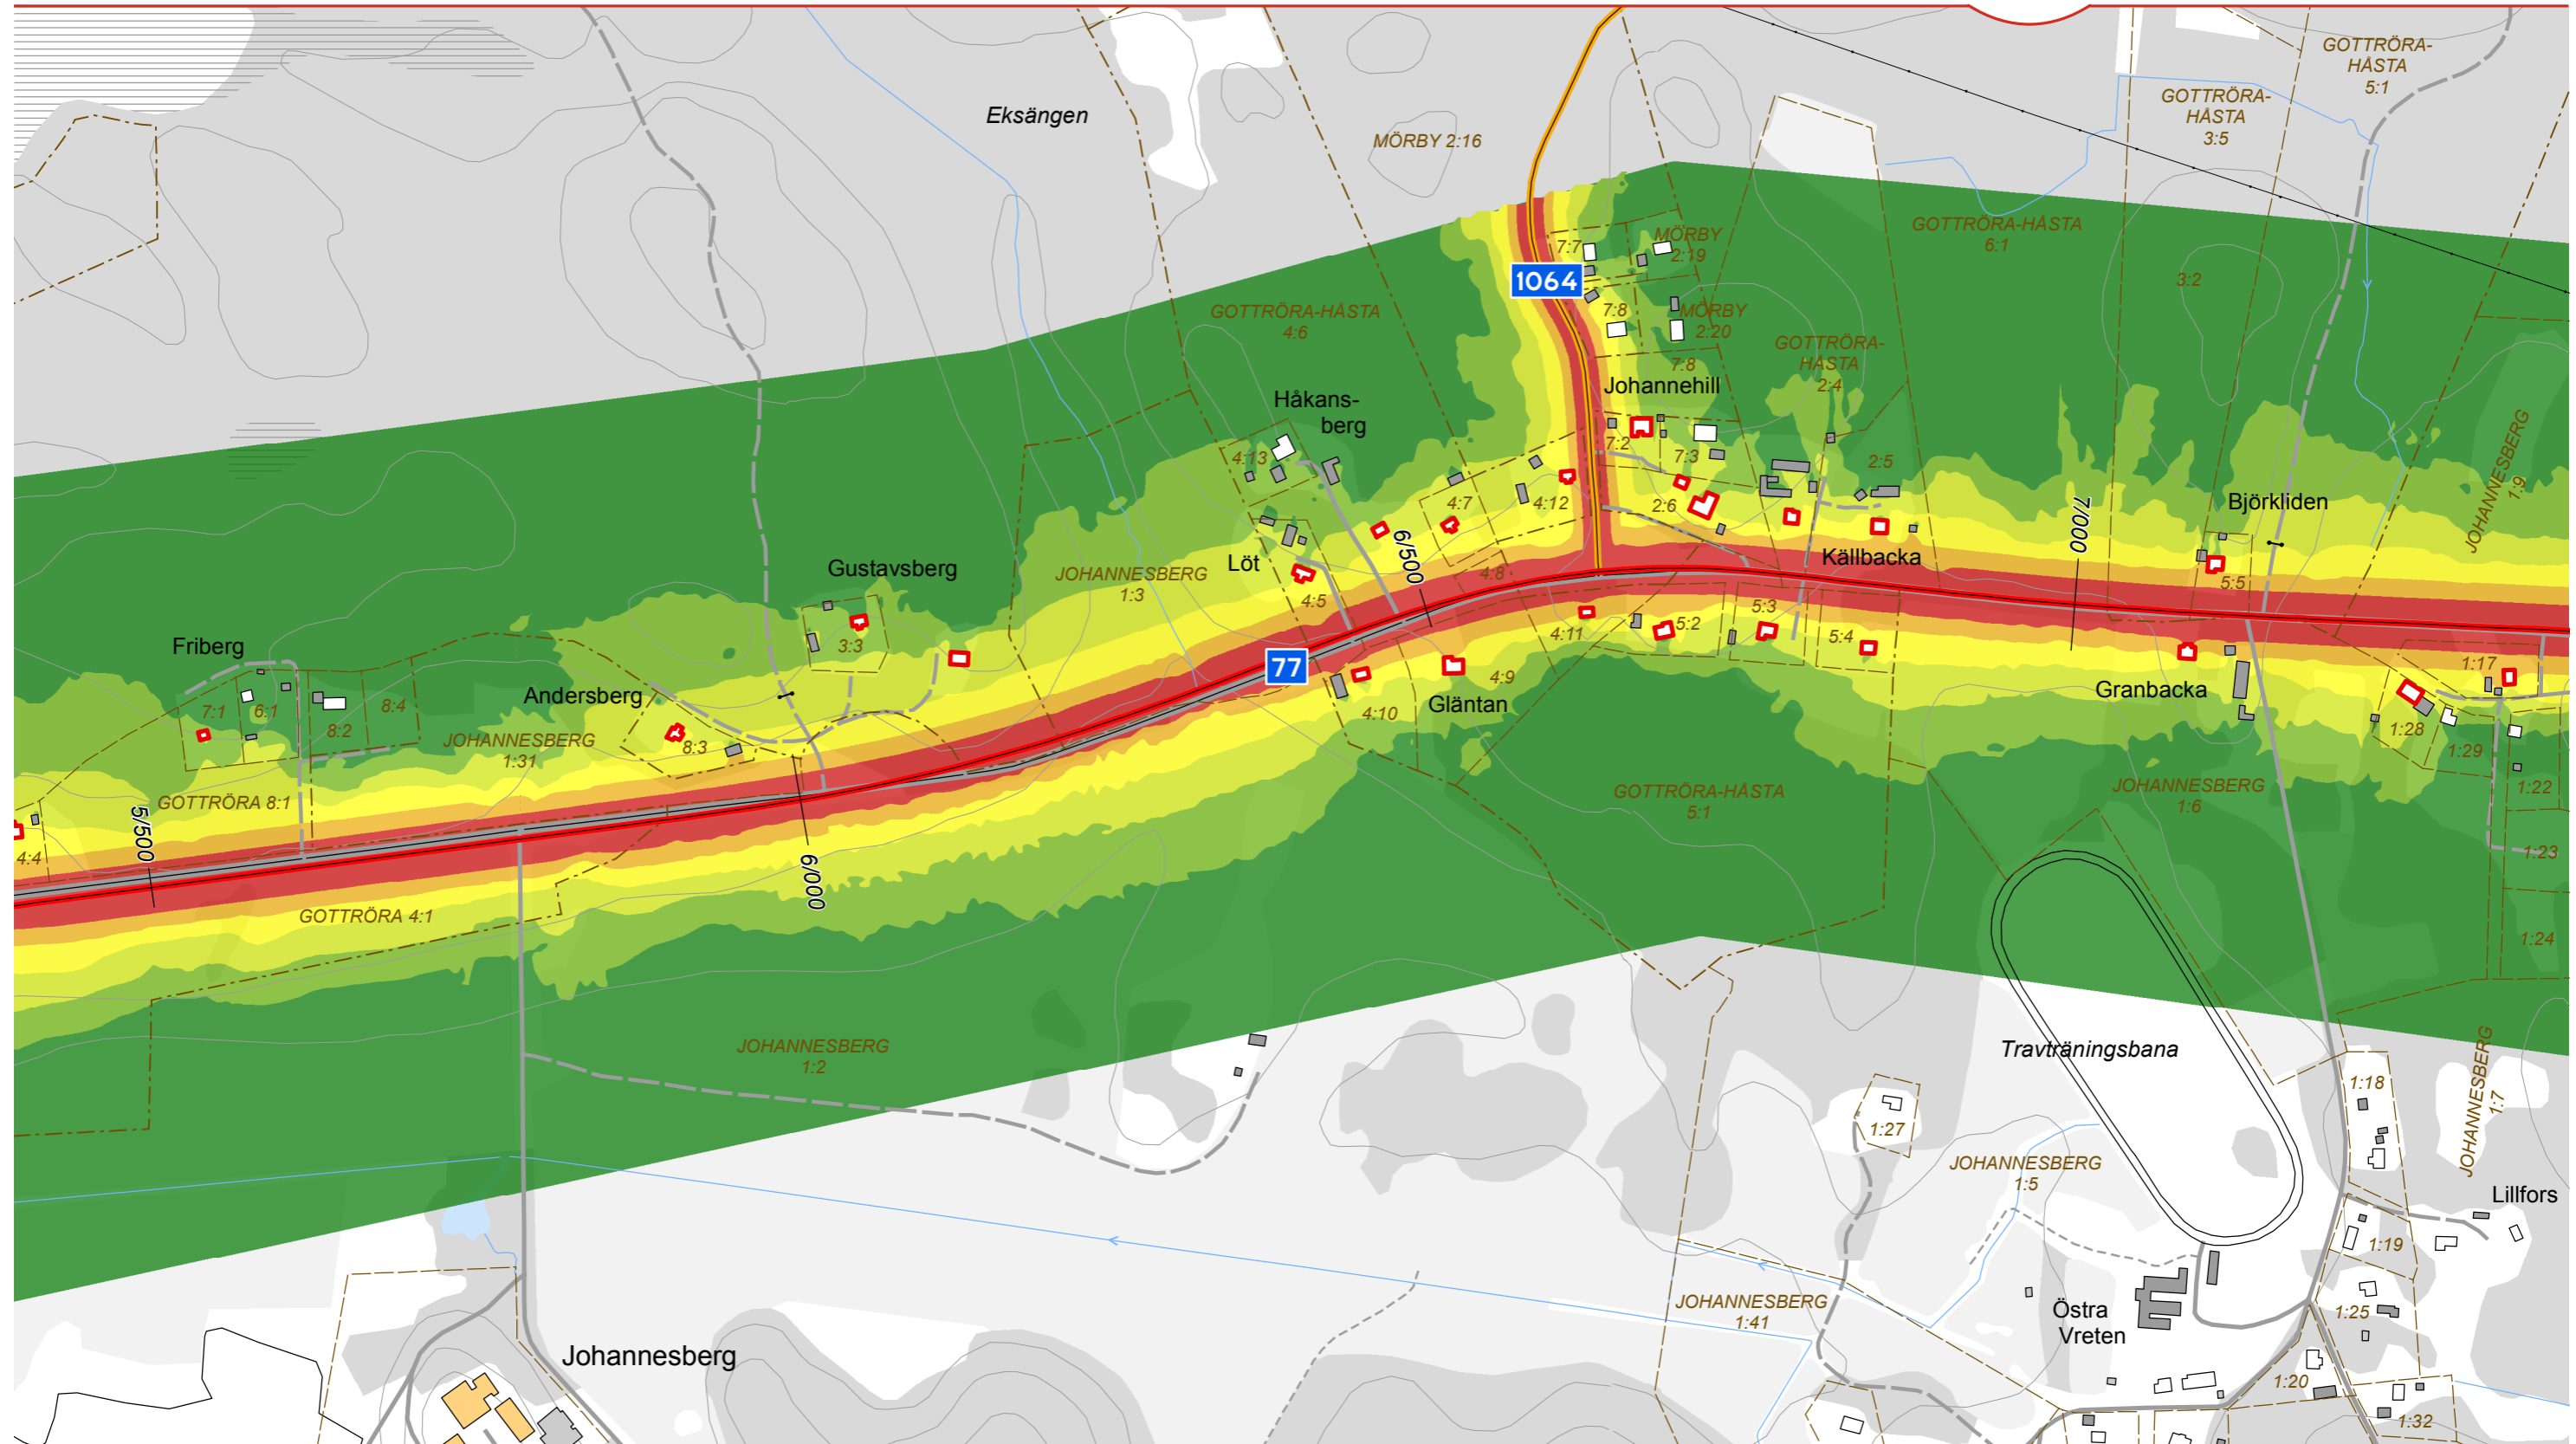 GOTTRÖRA-
HÅSTA
5:1
GOTTRÖRA-
HÅSTA
3:5
Eksängen
MÖRBY 2:16
GOTTRÖRA-HÅSTA
6:1
MÖRBY
2:19
7:7
1064
3:2
GOTTRÖRA-HÅSTA
4:6
7:8
MÖRBY
2:20
GOTTRÖRA-
HÅSTA
2:4
7:8
Johannehill
Håkans-
berg
JOHANNESBERG
1:9
7:2
7:3
4:13
2:5
4:7
4:12
2:6
7/000
Björkliden
6/500
Källbacka
Löt
Gustavsberg
JOHANNESBERG
1:3
4:8
5:5
4:5
5:3
5:2
4:11
5:4
Friberg
3:3
77
1:17
4:9
Andersberg
Gläntan
Granbacka
7:1
6:1
8:4
8:2
4:10
1:28
8:3
JOHANNESBERG
1:31
1:29
GOTTRÖRA 8:1
GOTTRÖRA-HÅSTA
5:1
JOHANNESBERG
1:6
1:22
5/500
4:4
6/000
1:23
GOTTRÖRA 4:1
1:24
JOHANNESBERG
1:2
Travträningsbana
JOHANNESBERG
1:7
1:18
1:27
JOHANNESBERG
1:5
Lillfors
1:19
JOHANNESBERG
1:41
Östra
Vreten
1:25
Johannesberg
1:20
1:32